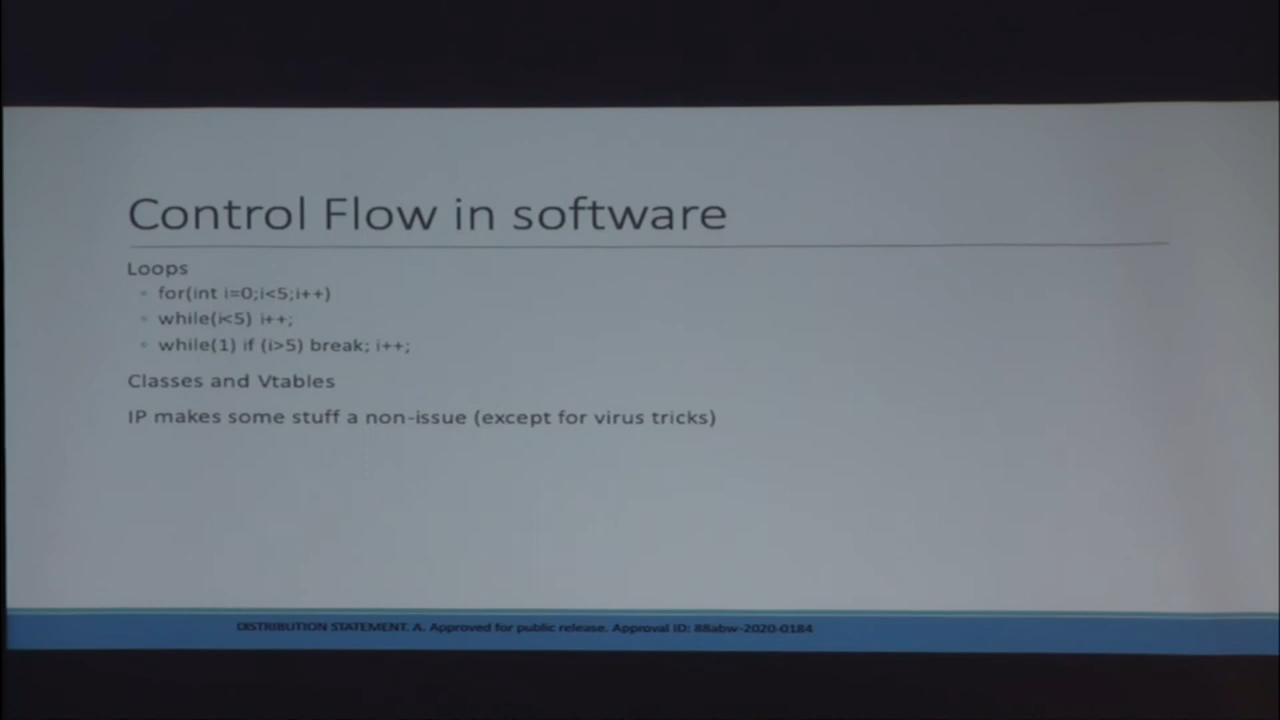 Control Flow in software
Loops
◦ for(int i=0;i<5;i++)
◦ while(i<5) i++;
◦ while(1) if (i>5) break; i++;
Classes and Vtables
IP makes some stuff a non-issue (except for virus tricks)
DISTRIBUTION STATEMENT. A. Approved for public release. Approval ID: 88abw-2020-0184